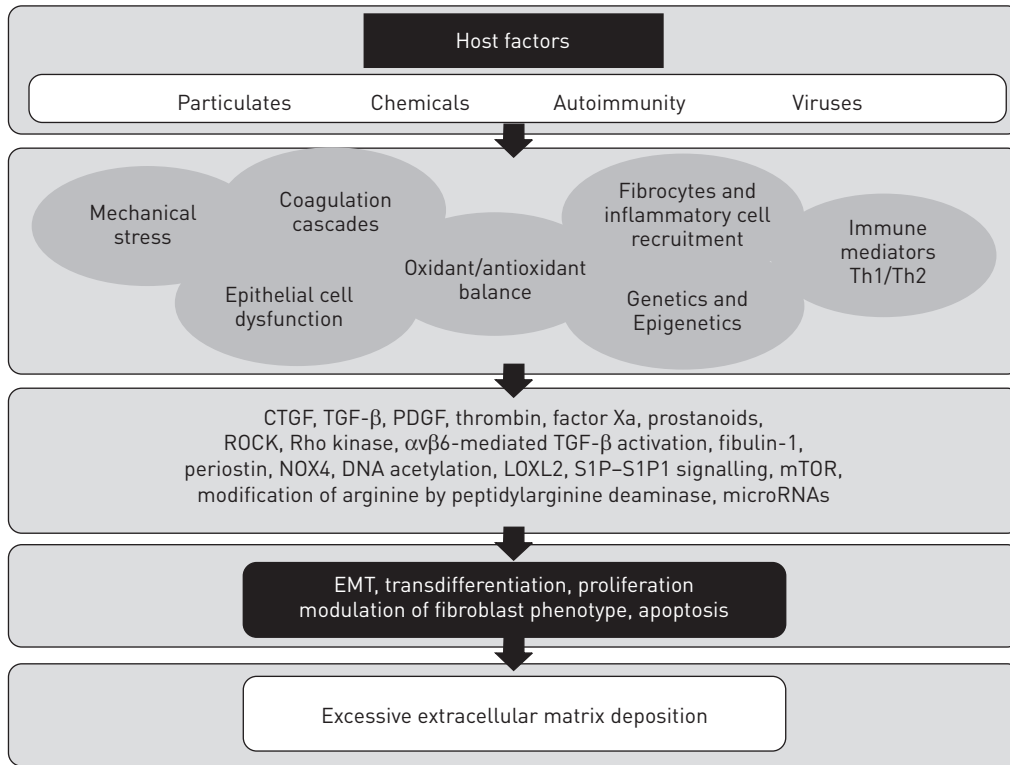 Host factors
Particulates Chemicals Autoimmunity Viruses
Mechanical
stress
Coagulation
cascades
Epithelial cell
dysfunction
Oxidant/antioxidant
balance
Fibrocytes and
inflammatory cell
recruitment
Genetics and
Epigenetics
Immune
mediators
Th1/Th2
CTGF, TGF-β, PDGF, thrombin, factor Xa, prostanoids,
ROCK, Rho kinase, αvβ6-mediated TGF-β activation, fibulin-1,
periostin, NOX4, DNA acetylation, LOXL2, S1P–S1P1 signalling, mTOR,
modification of arginine by peptidylarginine deaminase, microRNAs
EMT, transdifferentiation, proliferation
modulation of fibroblast phenotype, apoptosis
Excessive extracellular matrix deposition